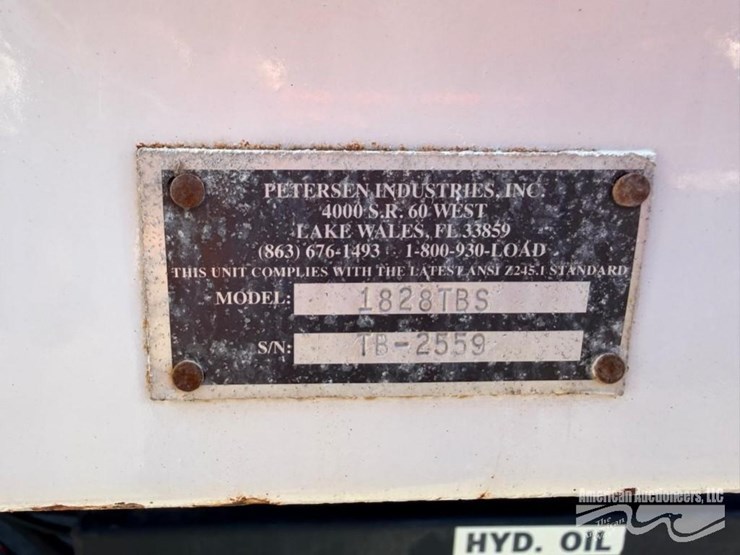 PETERSEN INDUSTRIES, INC.
4000 S.R. 60 WEST
LAKE WALES, FL 33859
(863) 676-1493 1-800-930-LOAD
THIS UNIT COMPLIES WITH THE LATEST ANSI Z245.1 STANDARD
MODEL: 1828TBS
S/N: TB-2559
American Auctioneers, LLC
HYD. OIL